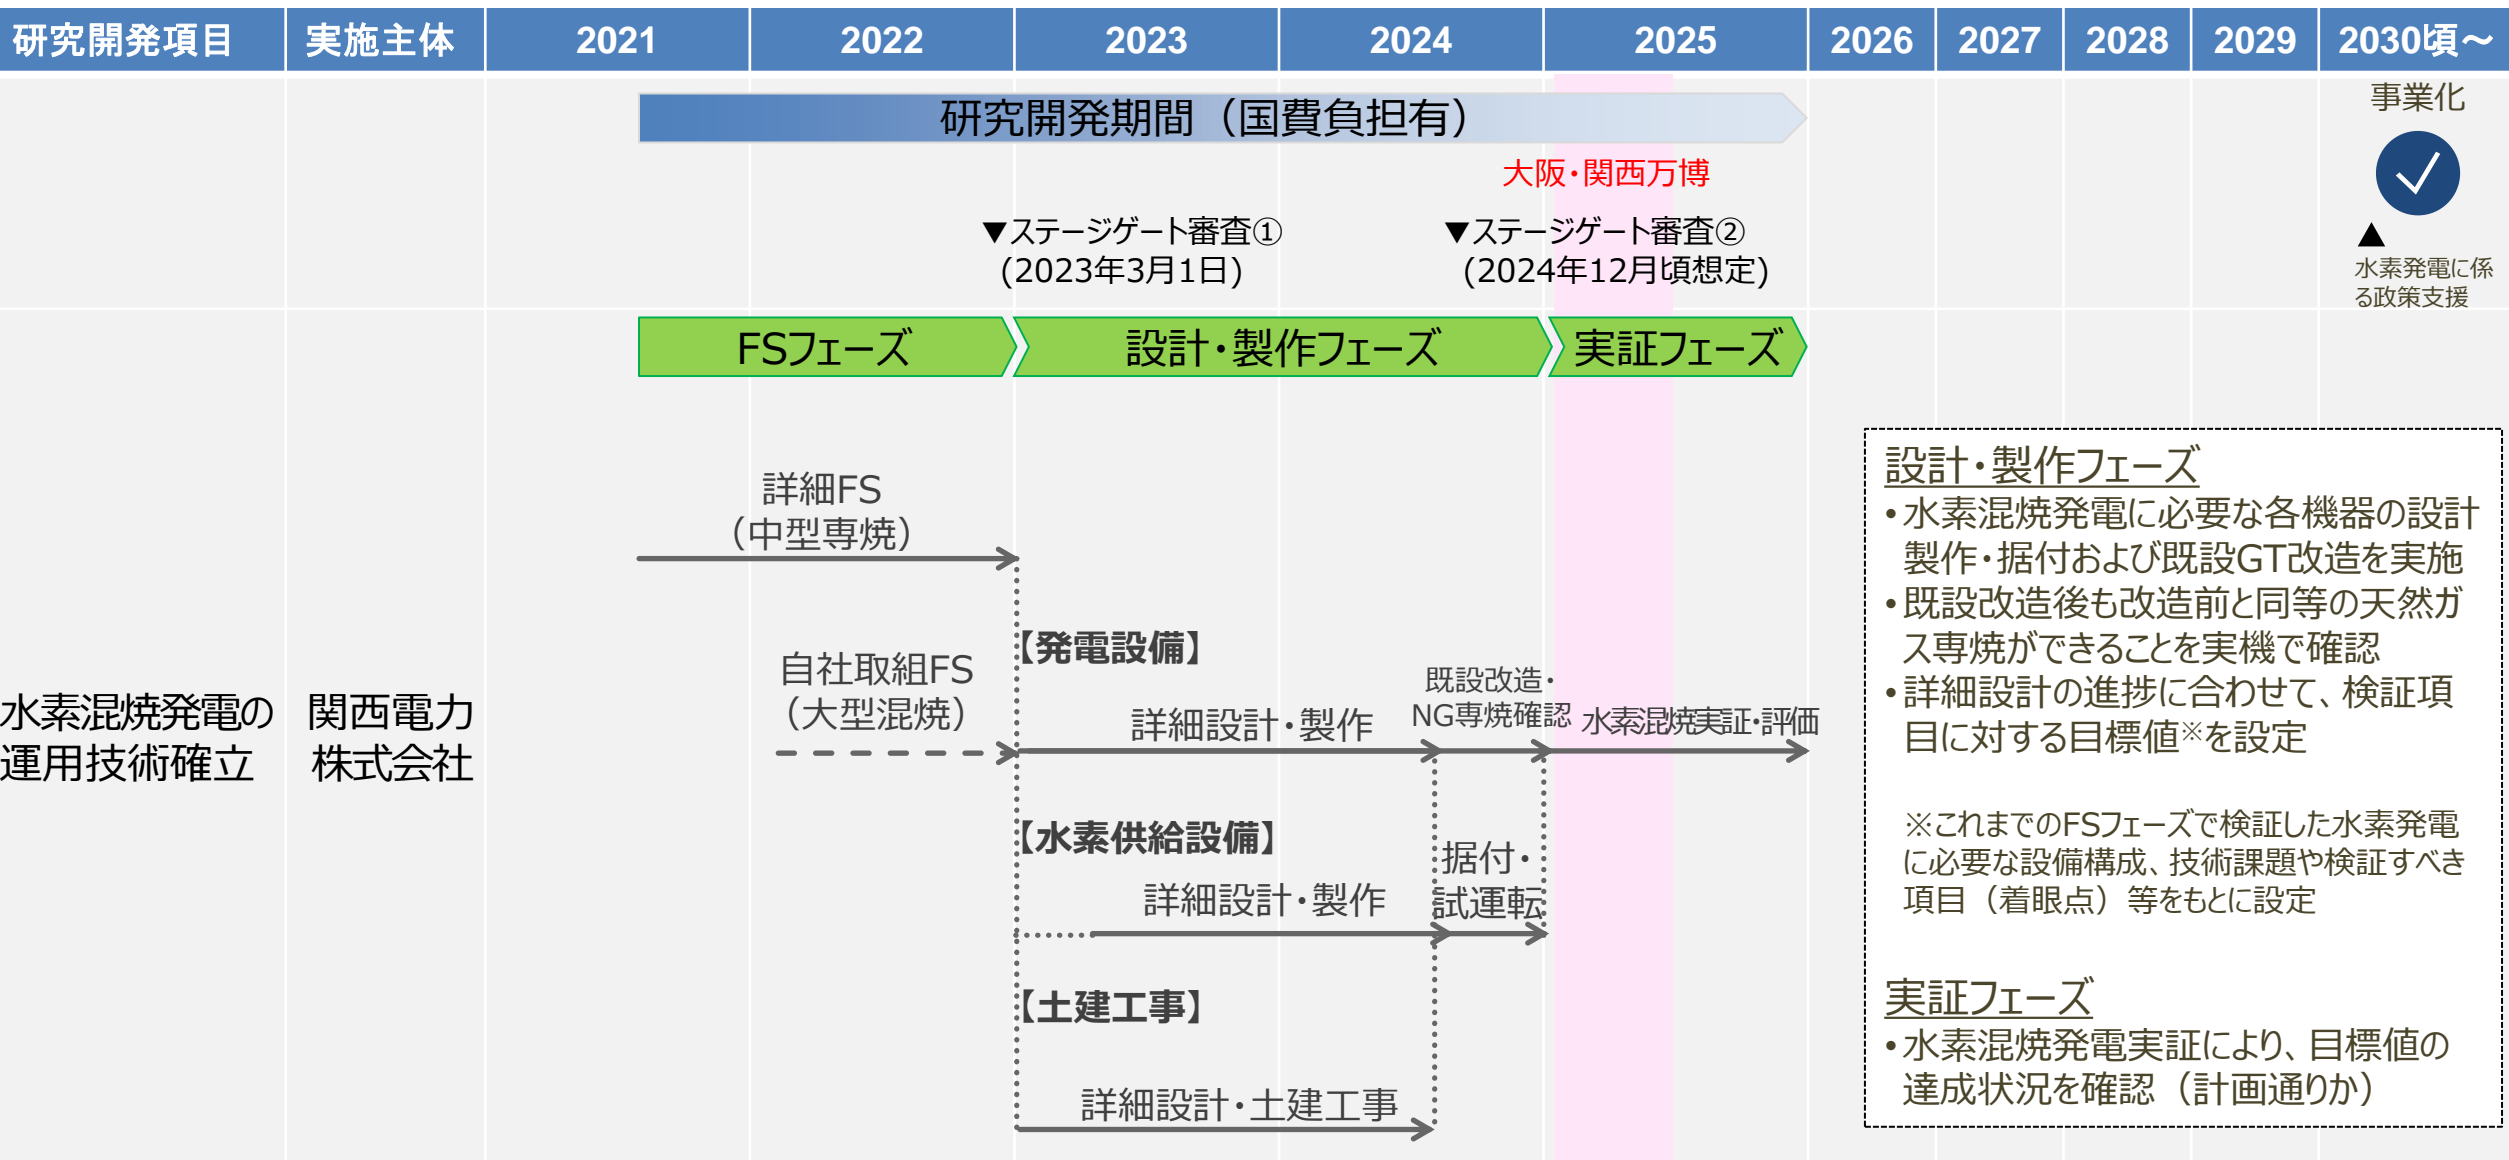 研究開発項目 実施主体 2021 2022 2023 2024 2025 2026 2027 2028 2029 2030頃～
研究開発期間（国費負担有）
事業化
大阪・関西万博
▼ステージゲート審査①
(2023年3月1日)
▼ステージゲート審査②
(2024年12月頃想定)
▲
水素発電に係
る政策支援
FSフェーズ
設計・製作フェーズ
実証フェーズ
水素混焼発電の
運用技術確立
関西電力
株式会社
詳細FS
（中型専焼）
自社取組FS
（大型混焼）
【発電設備】
詳細設計・製作
既設改造・
NG専焼確認
水素混焼実証・評価
【水素供給設備】
詳細設計・製作
据付・
試運転
【土建工事】
詳細設計・土建工事
設計・製作フェーズ
・水素混焼発電に必要な各機器の設計
製作・据付および既設GT改造を実施
・既設改造後も改造前と同等の天然ガ
ス専焼ができることを実機で確認
・詳細設計の進捗に合わせて、検証項
目に対する目標値※を設定
※これまでのFSフェーズで検証した水素発電
に必要な設備構成、技術課題や検証すべき
項目（着眼点）等をもとに設定
実証フェーズ
・水素混焼発電実証により、目標値の
達成状況を確認（計画通りか）